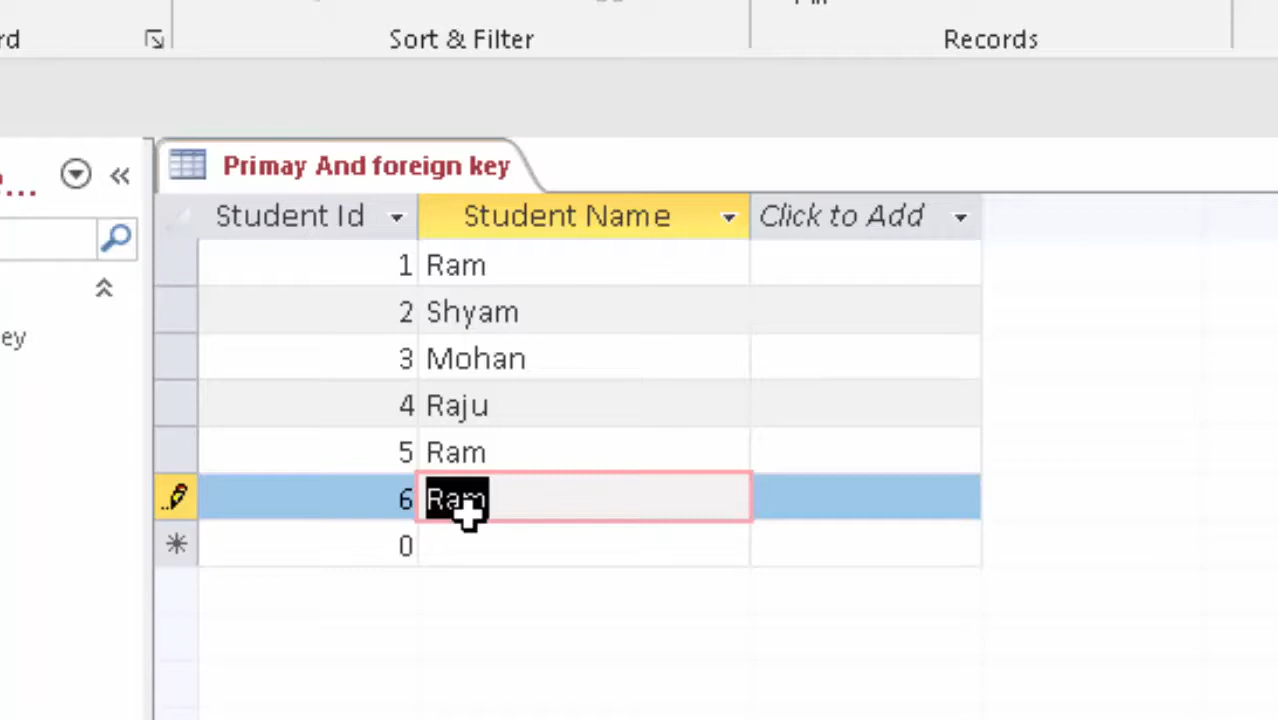 rd
Sort & Filter
Records
Primay And foreign key
Student Id
Student Name
Click to Add
1 Ram
2 Shyam
3 Mohan
ey
4 Raju
5 Ram
6 Ram
0